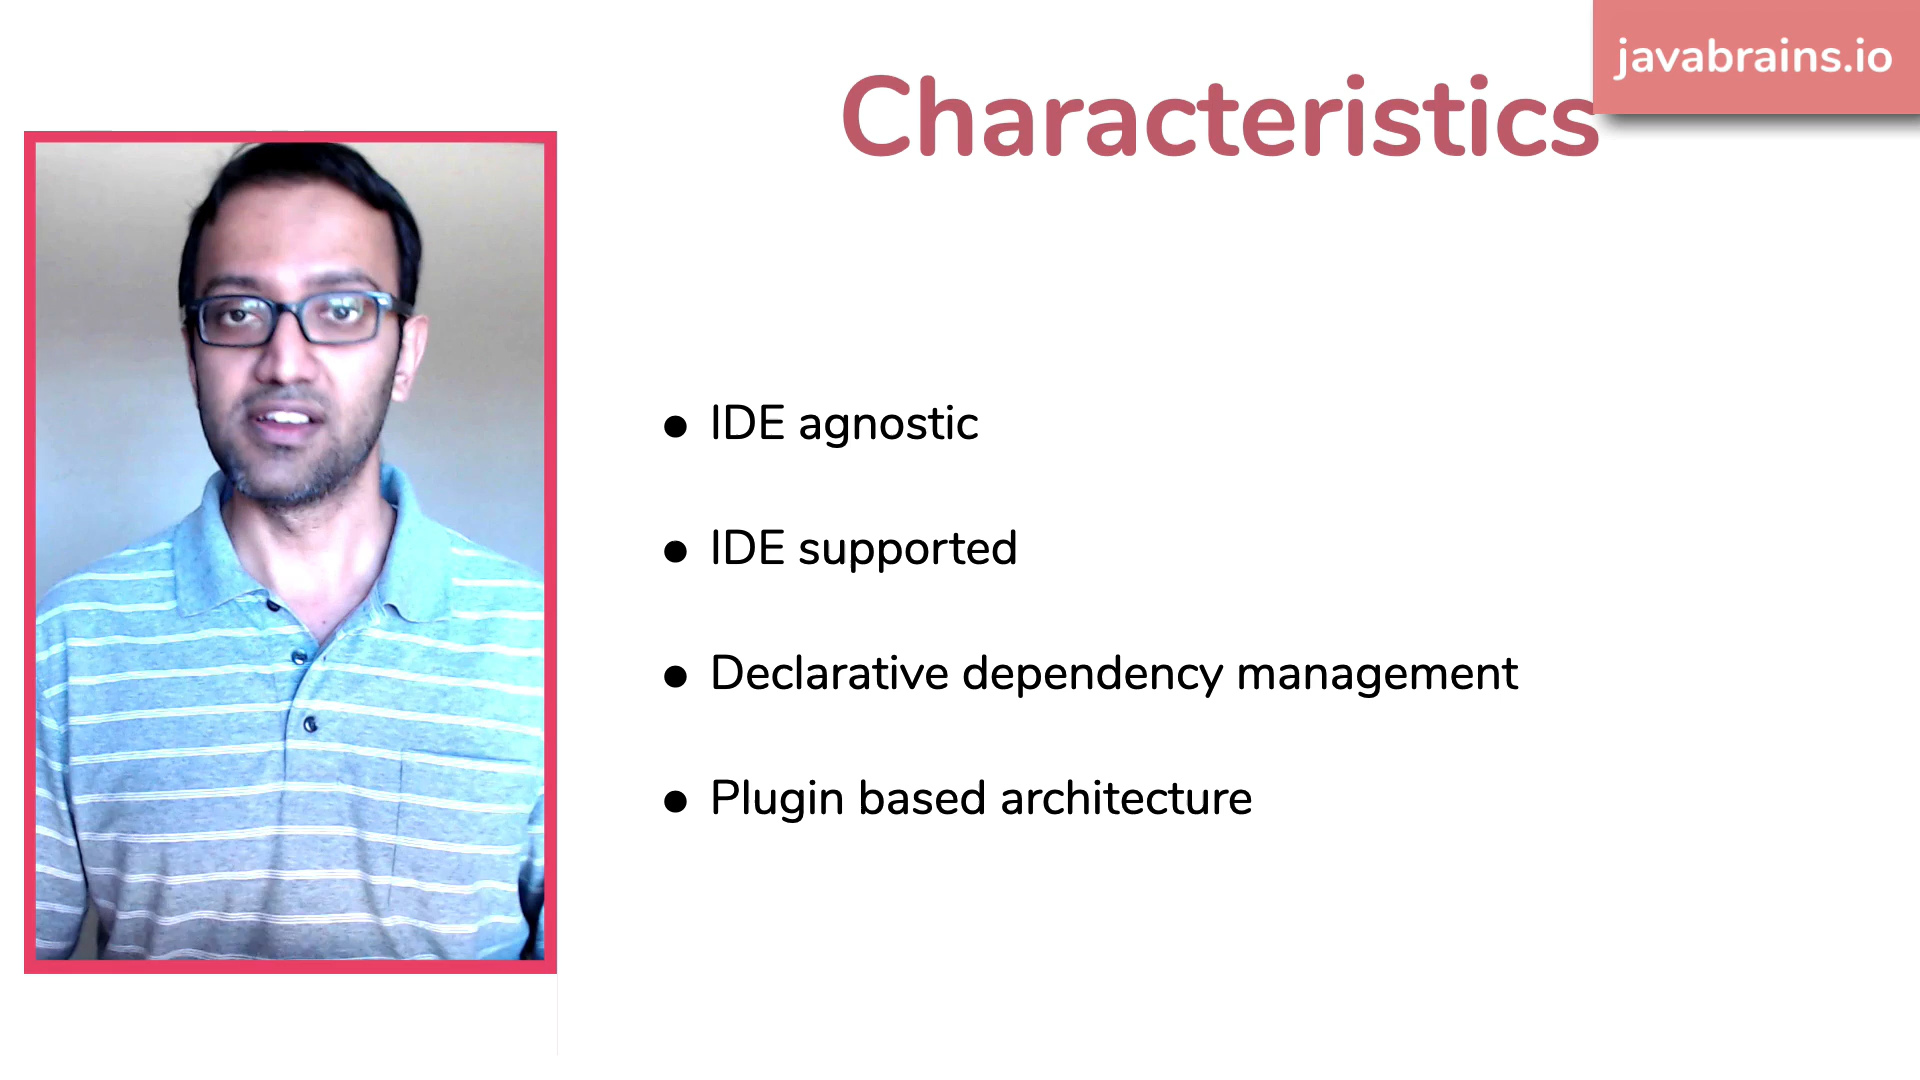 javabrains.io
Characteristics
• IDE agnostic
• IDE supported
• Declarative dependency management
• Plugin based architecture